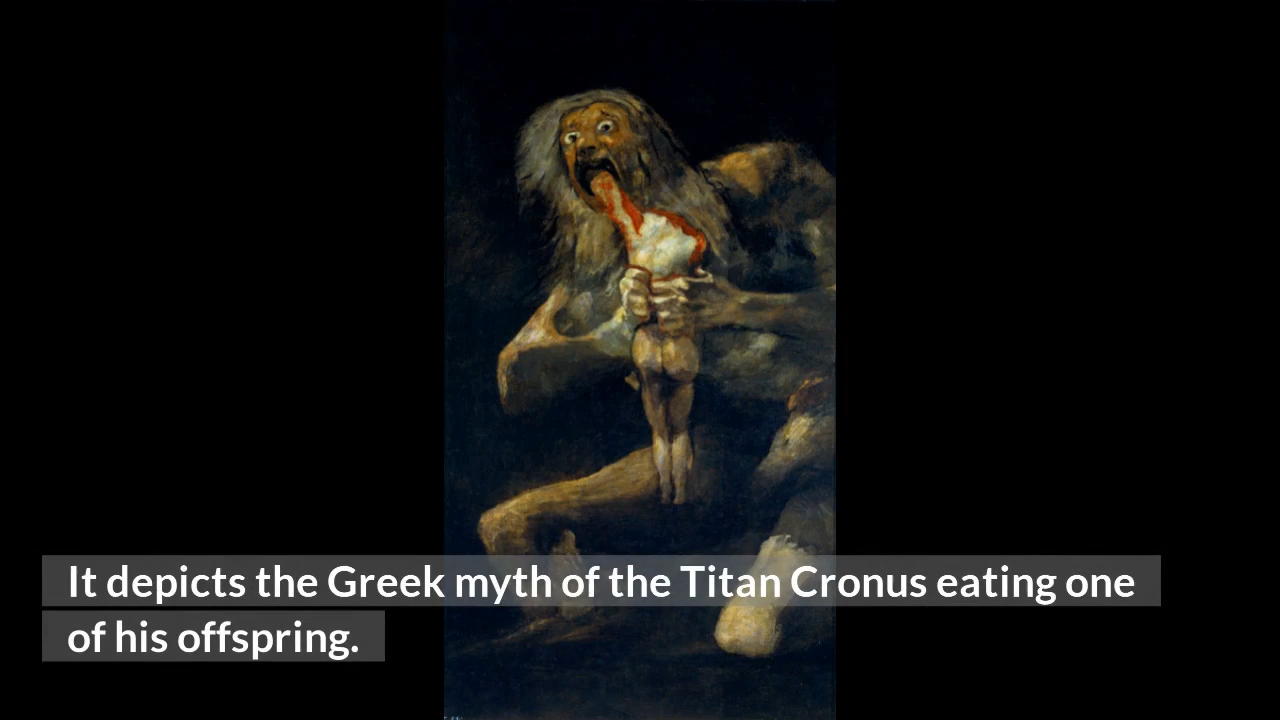 It depicts the Greek myth of the Titan Cronus eating one
of his offspring.